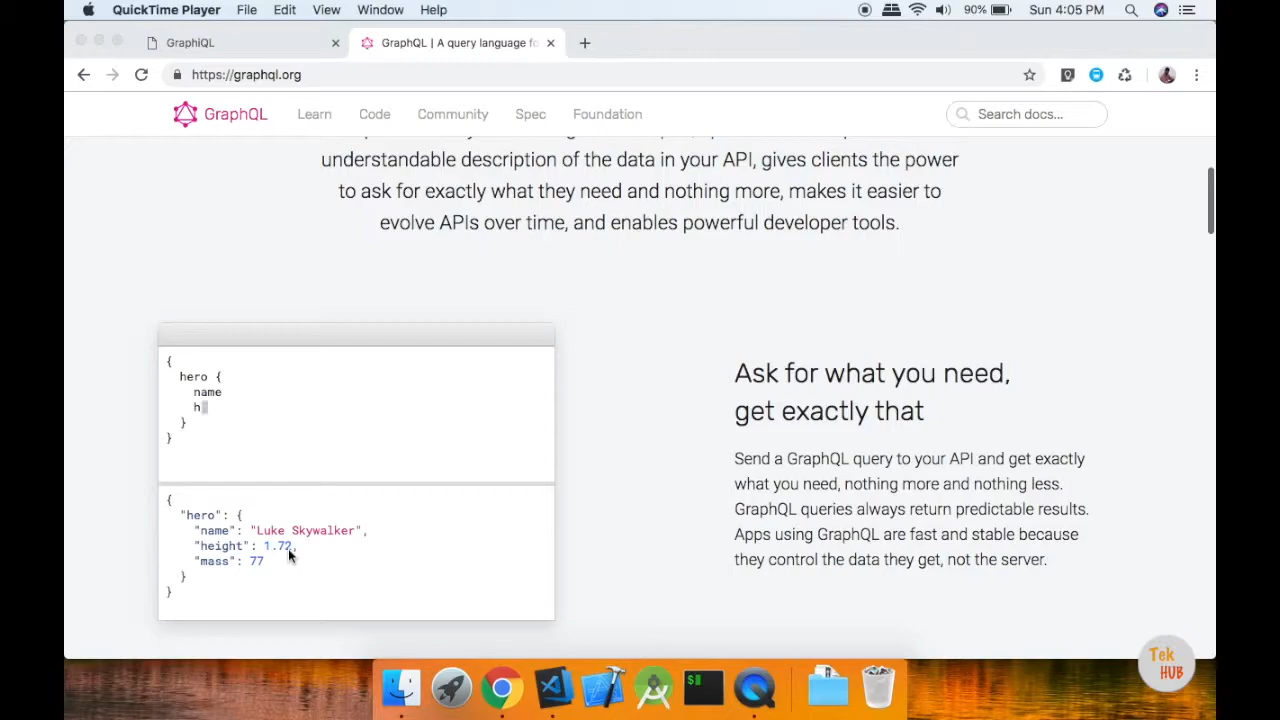 QuickTime Player File Edit View Window Help 90% Sun 4:05 PM
GraphiQL GraphQL | A query language fo
https://graphql.org
GraphQL Learn Code Community Spec Foundation Search docs...
understandable description of the data in your API, gives clients the power
to ask for exactly what they need and nothing more, makes it easier to
evolve APIs over time, and enables powerful developer tools.
{
hero {
name
h
}
}
{
"hero": {
"name": "Luke Skywalker",
"height": 1.72,
"mass": 77
}
}
Ask for what you need,
get exactly that
Send a GraphQL query to your API and get exactly
what you need, nothing more and nothing less.
GraphQL queries always return predictable results.
Apps using GraphQL are fast and stable because
they control the data they get, not the server.
$
Tek
HUB